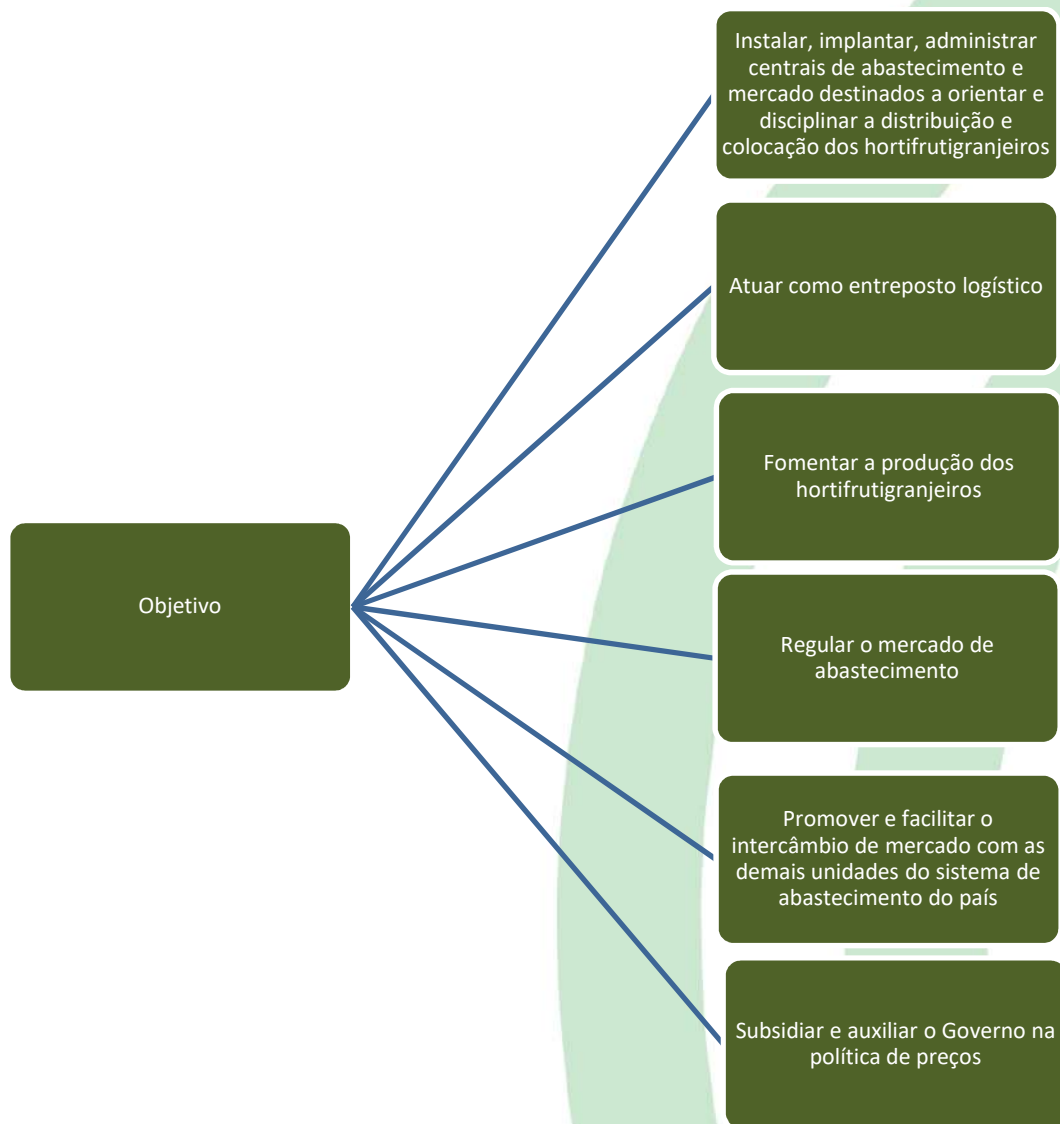 Instalar, implantar, administrar
centrais de abastecimento e
mercado destinados a orientar e
disciplinar a distribuição e
colocação dos hortifrutigranjeiros
Atuar como entreposto logístico
Fomentar a produção dos
hortifrutigranjeiros
Objetivo
Regular o mercado de
abastecimento
Promover e facilitar o
intercâmbio de mercado com as
demais unidades do sistema de
abastecimento do país
Subsidiar e auxiliar o Governo na
política de preços